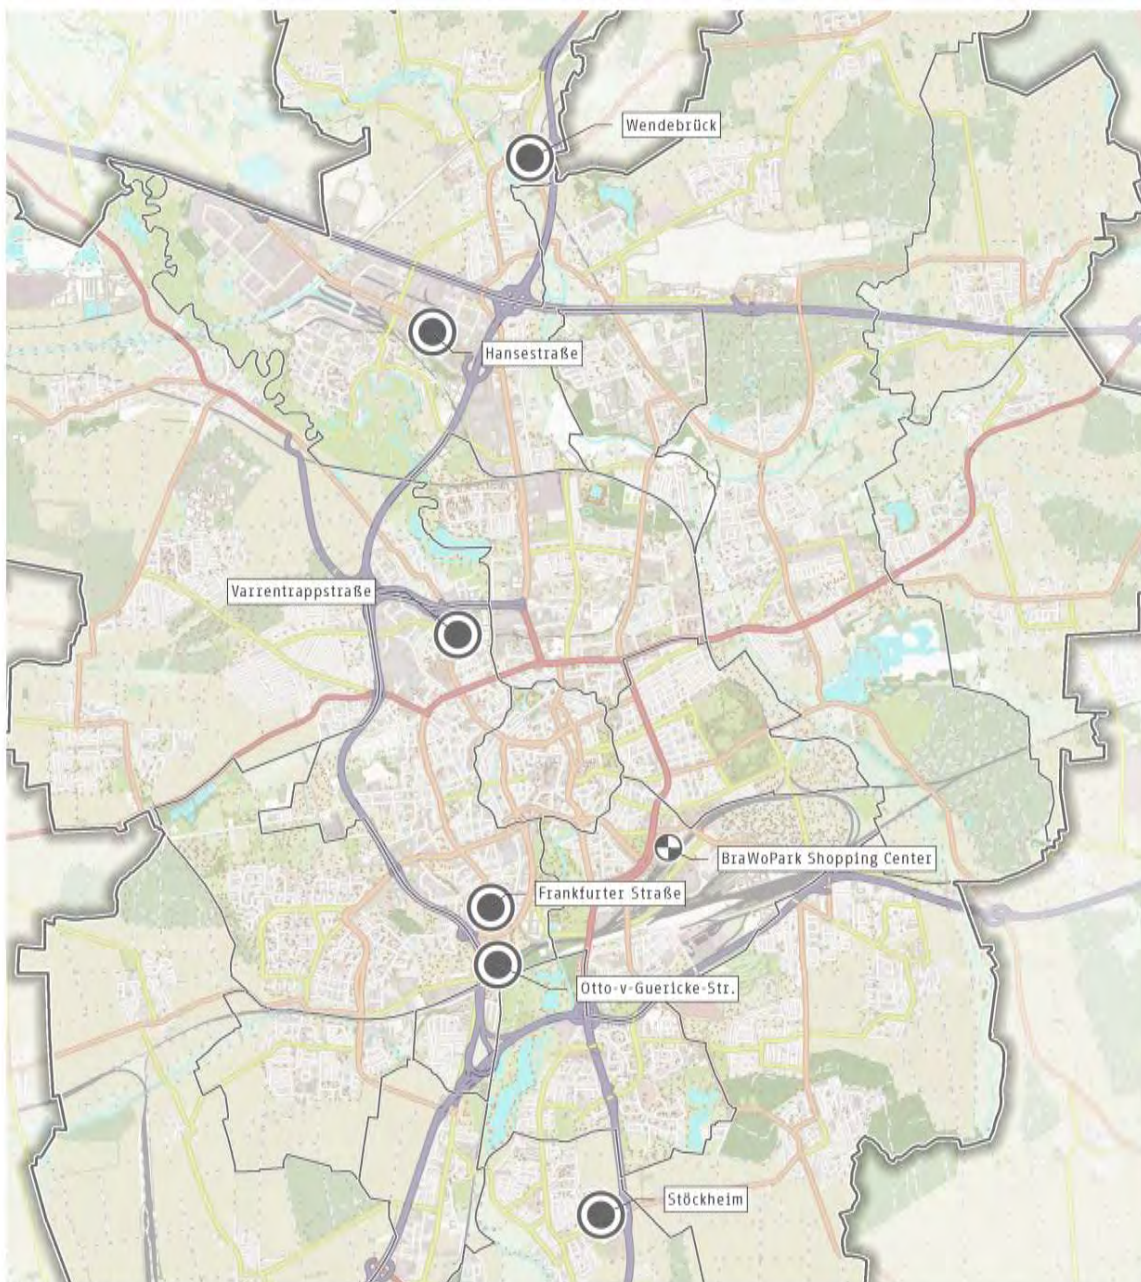 Wendebrück
Hansestraße
Varrentrappstraße
BraWoPark Shopping Center
Frankfurter Straße
Otto-v-Guericke-Str.
Stöckheim